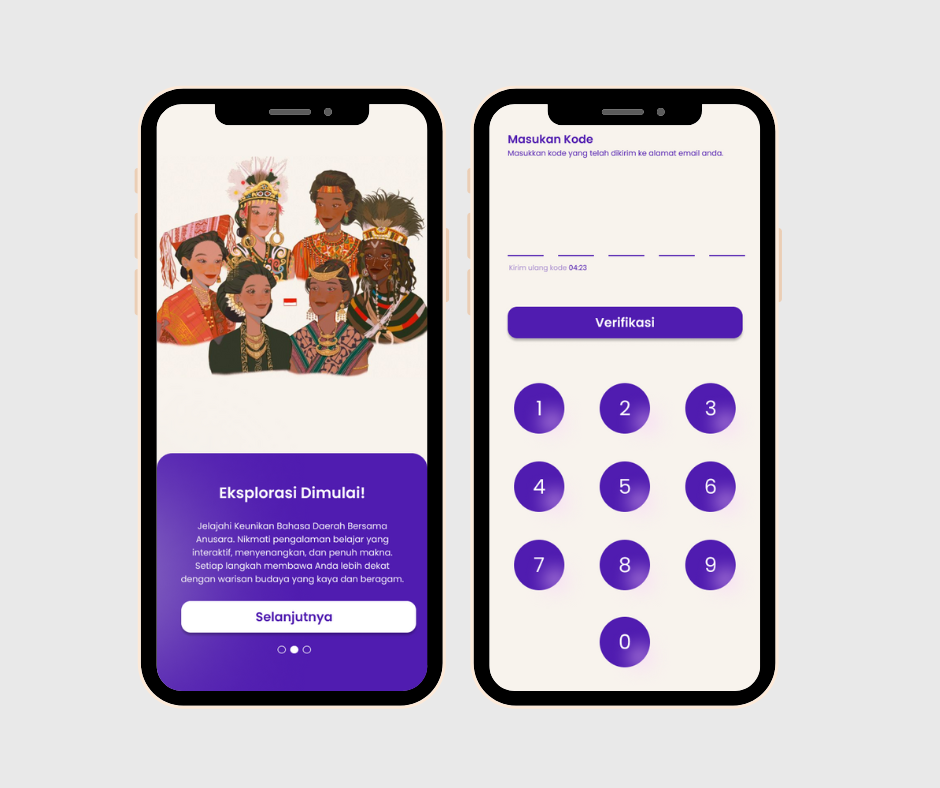 Eksplorasi Dimulai!
Jelajahi Keunikan Bahasa Daerah Bersama
Anusara. Nikmati pengalaman belajar yang
interaktif, menyenangkan, dan penuh makna.
Setiap langkah membawa Anda lebih dekat
dengan warisan budaya yang kaya dan beragam.
Selanjutnya
Masukan Kode
Masukkan kode yang telah dikirim ke alamat email anda.
Kirim ulang kode 04:23
Verifikasi
1 2 3
4 5 6
7 8 9
0